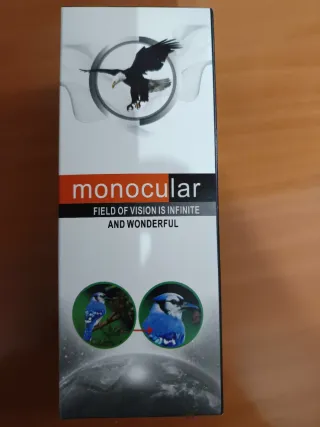 monocular
FIELD OF VISION IS INFINITE
AND WONDERFUL